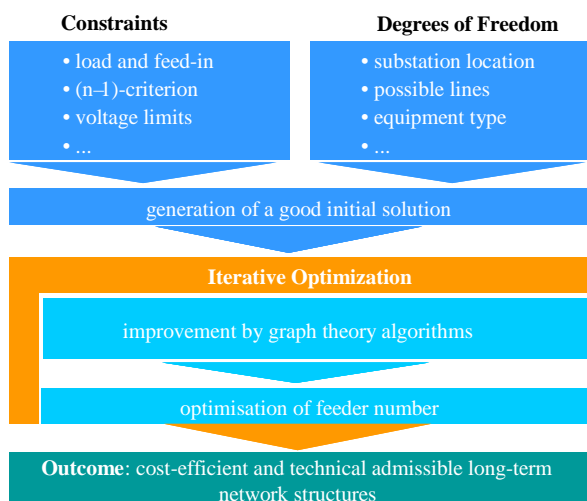 Constraints
• load and feed-in
• (n–1)-criterion
• voltage limits
• ...
Degrees of Freedom
• substation location
• possible lines
• equipment type
• ...
generation of a good initial solution
Iterative Optimization
improvement by graph theory algorithms
optimisation of feeder number
Outcome: cost-efficient and technical admissible long-term
network structures